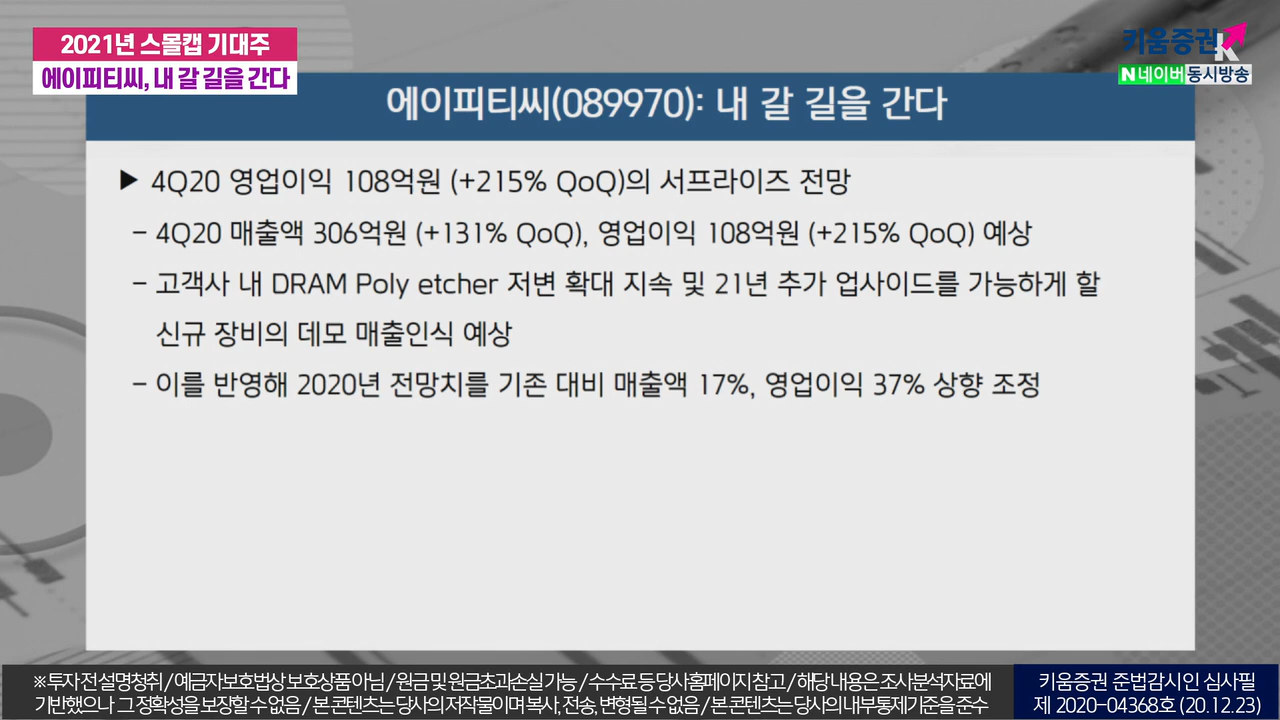 2021년 스몰캡 기대주
에이피티씨, 내 갈 길을 간다
키움증권
N 네이버 동시방송
에이피티씨(089970): 내 갈 길을 간다
▶ 4Q20 영업이익 108억원 (+215% QoQ)의 서프라이즈 전망
– 4Q20 매출액 306억원 (+131% QoQ), 영업이익 108억원 (+215% QoQ) 예상
– 고객사 내 DRAM Poly etcher 저변 확대 지속 및 21년 추가 업사이드를 가능하게 할
신규 장비의 데모 매출인식 예상
– 이를 반영해 2020년 전망치를 기존 대비 매출액 17%, 영업이익 37% 상향 조정
※ 투자 전 설명청취 / 예금자보호법상 보호상품 아님 / 원금 및 원금초과손실 가능 / 수수료 등 당사홈페이지 참고 / 해당 내용은 조사분석자료에
기반했으나 그 정확성을 보장할 수 없음 / 본 콘텐츠는 당사의 저작물이며 복사, 전송, 변형될 수 없음 / 본 콘텐츠는 당사의 내부통제기준을 준수
키움증권 준법감시인 심사필
제 2020-04368호 (20.12.23)